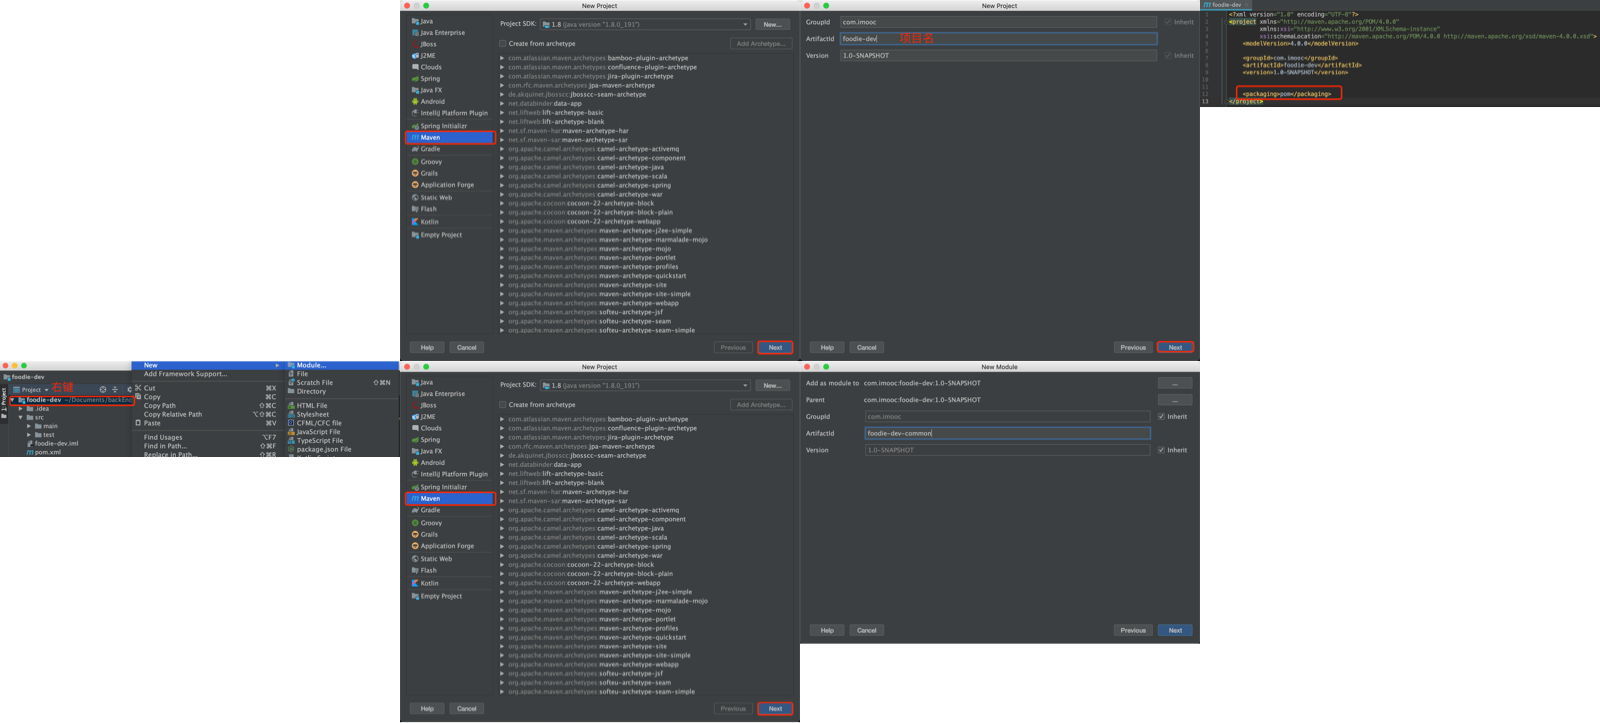 New Project
Java
Java Enterprise
JBoss
J2ME
Clouds
Spring
Java FX
Android
IntelliJ Platform Plugin
Spring Initializr
Maven
Gradle
Groovy
Grails
Application Forge
Static Web
Flash
Kotlin
Empty Project
Project SDK: 1.8 (java version "1.8.0_191") New...
Create from archetype Add Archetype...
com.atlassian.maven.archetypes:bamboo-plugin-archetype
com.atlassian.maven.archetypes:confluence-plugin-archetype
com.atlassian.maven.archetypes:jira-plugin-archetype
com.rfc.maven.archetypes:jpa-maven-archetype
de.akquinet.jbosscc:jbosscc-seam-archetype
net.databinder:data-app
net.liftweb:lift-archetype-basic
net.liftweb:lift-archetype-blank
net.sf.maven-har:maven-archetype-har
net.sf.maven-sar:maven-archetype-sar
org.apache.camel.archetypes:camel-archetype-activemq
org.apache.camel.archetypes:camel-archetype-component
org.apache.camel.archetypes:camel-archetype-java
org.apache.camel.archetypes:camel-archetype-scala
org.apache.camel.archetypes:camel-archetype-spring
org.apache.camel.archetypes:camel-archetype-war
org.apache.cocoon:cocoon-22-archetype-block
org.apache.cocoon:cocoon-22-archetype-block-plain
org.apache.cocoon:cocoon-22-archetype-webapp
org.apache.maven.archetypes:maven-archetype-j2ee-simple
org.apache.maven.archetypes:maven-archetype-marmalade-mojo
org.apache.maven.archetypes:maven-archetype-mojo
org.apache.maven.archetypes:maven-archetype-portlet
org.apache.maven.archetypes:maven-archetype-profiles
org.apache.maven.archetypes:maven-archetype-quickstart
org.apache.maven.archetypes:maven-archetype-site
org.apache.maven.archetypes:maven-archetype-site-simple
org.apache.maven.archetypes:maven-archetype-webapp
org.apache.maven.archetypes:softeu-archetype-jsf
org.apache.maven.archetypes:softeu-archetype-seam
org.apache.maven.archetypes:softeu-archetype-seam-simple
Help Cancel Previous Next
New Project
GroupId com.imooc Inherit
ArtifactId foodie-dev 项目名
Version 1.0-SNAPSHOT Inherit
Help Cancel Previous Next
foodie-dev
1 <?xml version="1.0" encoding="UTF-8"?>
2 <project xmlns="http://maven.apache.org/POM/4.0.0"
3 xmlns:xsi="http://www.w3.org/2001/XMLSchema-instance"
4 xsi:schemaLocation="http://maven.apache.org/POM/4.0.0 http://maven.apache.org/xsd/maven-4.0.0.xsd">
5 <modelVersion>4.0.0</modelVersion>
6
7 <groupId>com.imooc</groupId>
8 <artifactId>foodie-dev</artifactId>
9 <version>1.0-SNAPSHOT</version>
10
11
12 <packaging>pom</packaging>
13 </project>
foodie-dev
Project 右键
1: Project
foodie-dev ~/Documents/backend
.idea
src
main
test
foodie-dev.iml
pom.xml
New
Add Framework Support...
Cut ⌘X
Copy ⌘C
Copy Path ⇧⌘C
Copy Relative Path ⌥⇧⌘C
Paste ⌘V
Find Usages ⌥F7
Find in Path... ⇧⌘F
Replace in Path... ⇧⌘R
Module...
File
Scratch File ⇧⌘N
Directory
HTML File
Stylesheet
CFML/CFC file
JavaScript File
TypeScript File
package.json File
New Project
Java
Java Enterprise
JBoss
J2ME
Clouds
Spring
Java FX
Android
IntelliJ Platform Plugin
Spring Initializr
Maven
Gradle
Groovy
Grails
Application Forge
Static Web
Flash
Kotlin
Empty Project
Project SDK: 1.8 (java version "1.8.0_191") New...
Create from archetype Add Archetype...
com.atlassian.maven.archetypes:bamboo-plugin-archetype
com.atlassian.maven.archetypes:confluence-plugin-archetype
com.atlassian.maven.archetypes:jira-plugin-archetype
com.rfc.maven.archetypes:jpa-maven-archetype
de.akquinet.jbosscc:jbosscc-seam-archetype
net.databinder:data-app
net.liftweb:lift-archetype-basic
net.liftweb:lift-archetype-blank
net.sf.maven-har:maven-archetype-har
net.sf.maven-sar:maven-archetype-sar
org.apache.camel.archetypes:camel-archetype-activemq
org.apache.camel.archetypes:camel-archetype-component
org.apache.camel.archetypes:camel-archetype-java
org.apache.camel.archetypes:camel-archetype-scala
org.apache.camel.archetypes:camel-archetype-spring
org.apache.camel.archetypes:camel-archetype-war
org.apache.cocoon:cocoon-22-archetype-block
org.apache.cocoon:cocoon-22-archetype-block-plain
org.apache.cocoon:cocoon-22-archetype-webapp
org.apache.maven.archetypes:maven-archetype-j2ee-simple
org.apache.maven.archetypes:maven-archetype-marmalade-mojo
org.apache.maven.archetypes:maven-archetype-mojo
org.apache.maven.archetypes:maven-archetype-portlet
org.apache.maven.archetypes:maven-archetype-profiles
org.apache.maven.archetypes:maven-archetype-quickstart
org.apache.maven.archetypes:maven-archetype-site
org.apache.maven.archetypes:maven-archetype-site-simple
org.apache.maven.archetypes:maven-archetype-webapp
org.apache.maven.archetypes:softeu-archetype-jsf
org.apache.maven.archetypes:softeu-archetype-seam
org.apache.maven.archetypes:softeu-archetype-seam-simple
Help Cancel Previous Next
New Module
Add as module to com.imooc:foodie-dev:1.0-SNAPSHOT ...
Parent com.imooc:foodie-dev:1.0-SNAPSHOT ...
GroupId com.imooc Inherit
ArtifactId foodie-dev-common
Version 1.0-SNAPSHOT Inherit
Help Cancel Previous Next